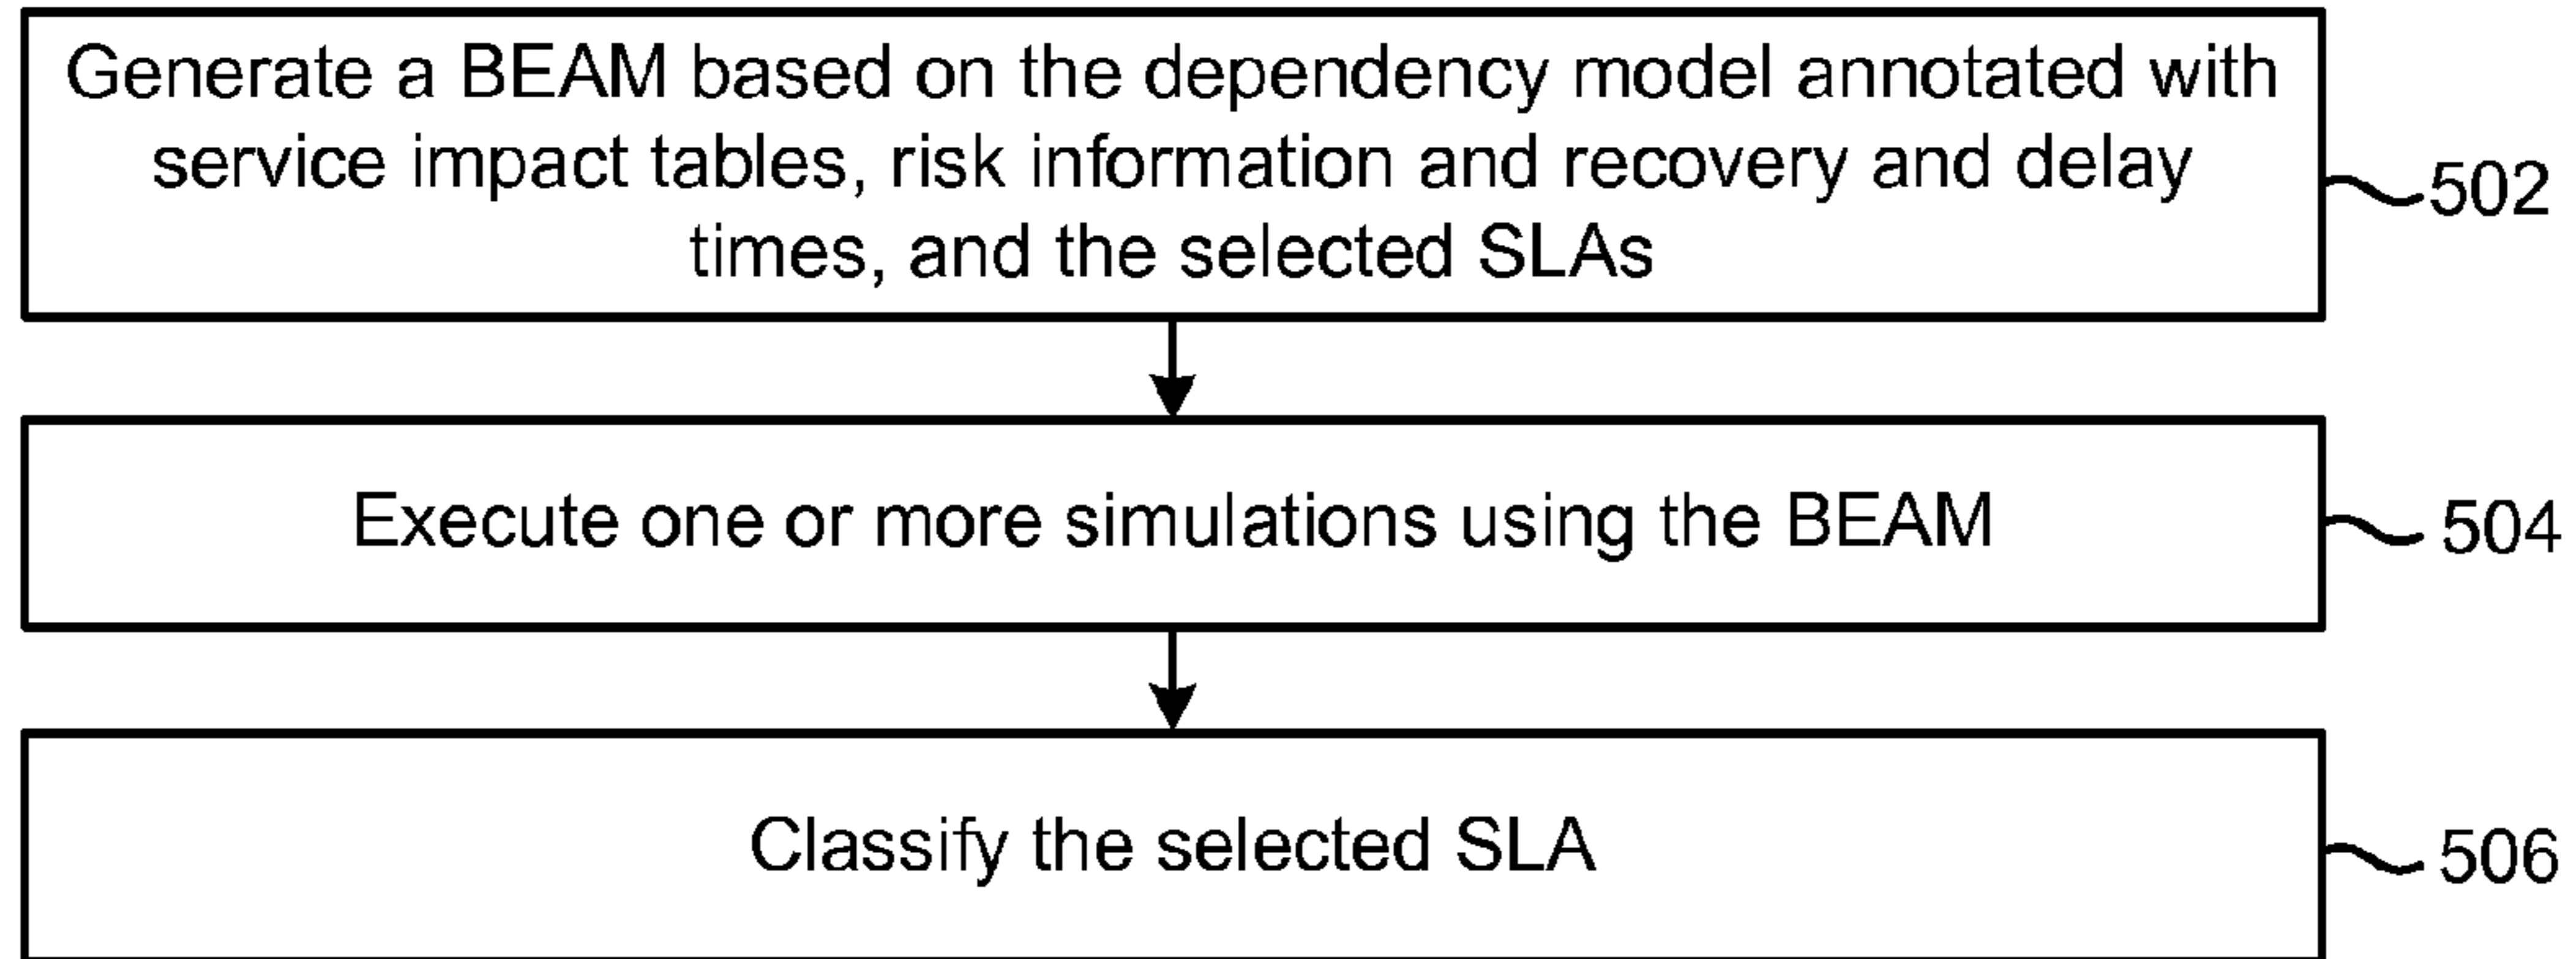 Generate a BEAM based on the dependency model annotated with
service impact tables, risk information and recovery and delay
times, and the selected SLAs
502
Execute one or more simulations using the BEAM
504
Classify the selected SLA
506